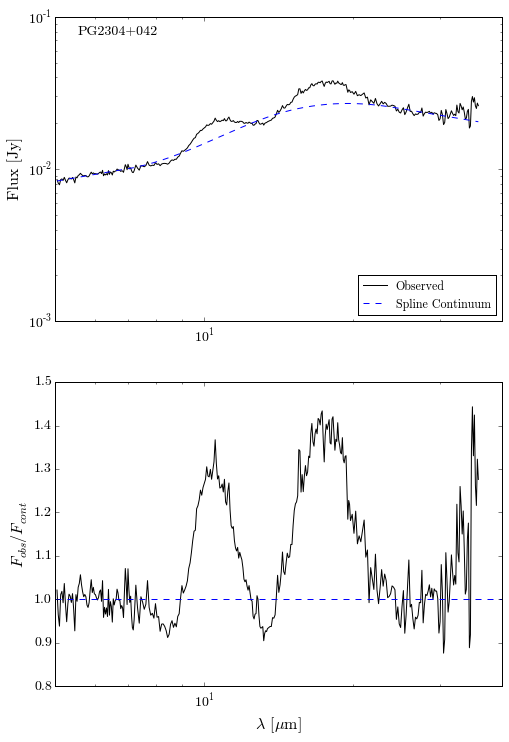 10^-1
PG2304+042
Flux [Jy]
10^-2
Observed
Spline Continuum
10^-3
10^1
1.5
1.4
1.3
1.2
F_obs/F_cont
1.1
1.0
0.9
0.8
10^1
λ [μm]